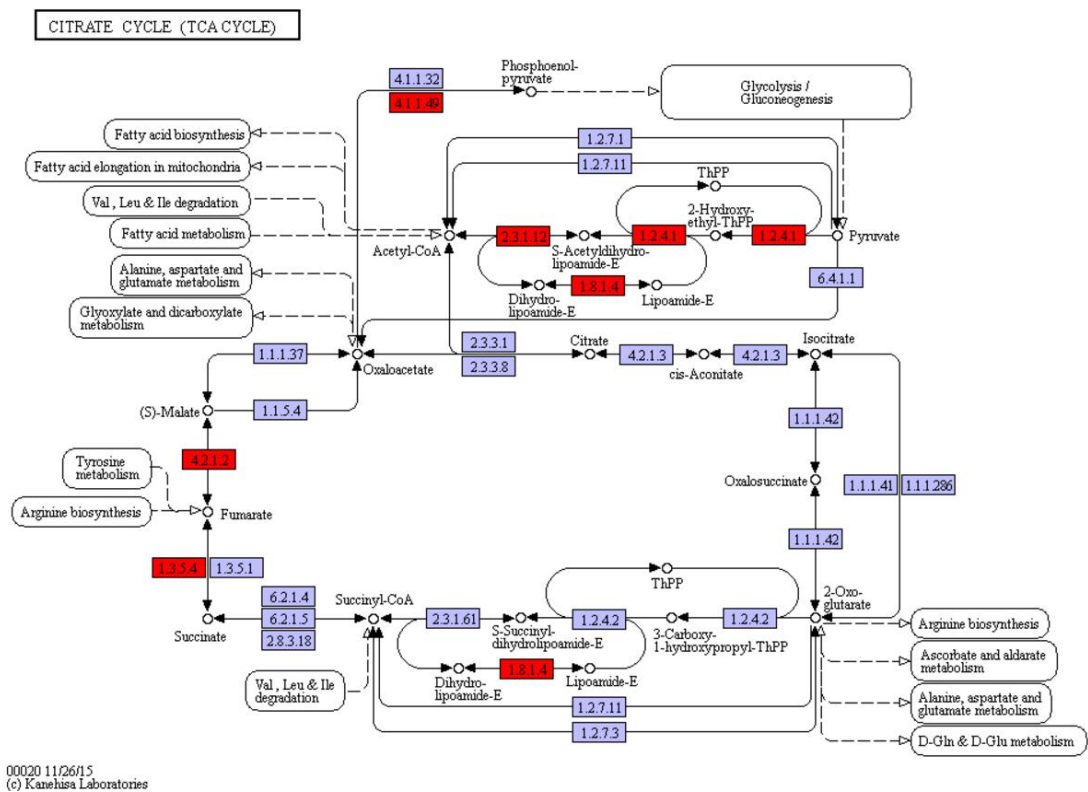 CITRATE CYCLE (TCA CYCLE)
Phosphoenol-
pyruvate
4.1.1.32
4.1.1.49
Glycolysis /
Gluconeogenesis
Fatty acid biosynthesis
Fatty acid elongation in mitochondria
Val , Leu & Ile degradation
Fatty acid metabolism
1.2.7.1
1.2.7.11
ThPP
2-Hydroxy-
ethyl-ThPP
Acetyl-CoA
2.3.1.12
S-Acetyldihydro-
lipoamide-E
1.2.4.1
1.2.4.1
Pyruvate
Alanine, aspartate and
glutamate metabolism
Glyoxylate and dicarboxylate
metabolism
Dihydro-
lipoamide-E
1.8.1.4
Lipoamide-E
6.4.1.1
1.1.1.37
Oxaloacetate
2.3.3.1
2.3.3.8
Citrate
4.2.1.3
cis-Aconitate
4.2.1.3
Isocitrate
(S)-Malate
1.1.5.4
1.1.1.42
4.2.1.2
Tyrosine
metabolism
Arginine biosynthesis
Fumarate
Oxalosuccinate
1.1.1.41
1.1.1.286
1.1.1.42
1.3.5.4
1.3.5.1
ThPP
2-Oxo-
glutarate
6.2.1.4
6.2.1.5
2.8.3.18
Succinate
Succinyl-CoA
2.3.1.61
S-Succinyl-
dihydrolipoamide-E
1.2.4.2
3-Carboxy-
1-hydroxypropyl-ThPP
1.2.4.2
Arginine biosynthesis
Ascorbate and aldarate
metabolism
Val , Leu & Ile
degradation
Dihydro-
lipoamide-E
1.8.1.4
Lipoamide-E
Alanine, aspartate and
glutamate metabolism
1.2.7.11
1.2.7.3
D-Gln & D-Glu metabolism
00020 11/26/15
(c) Kanehisa Laboratories